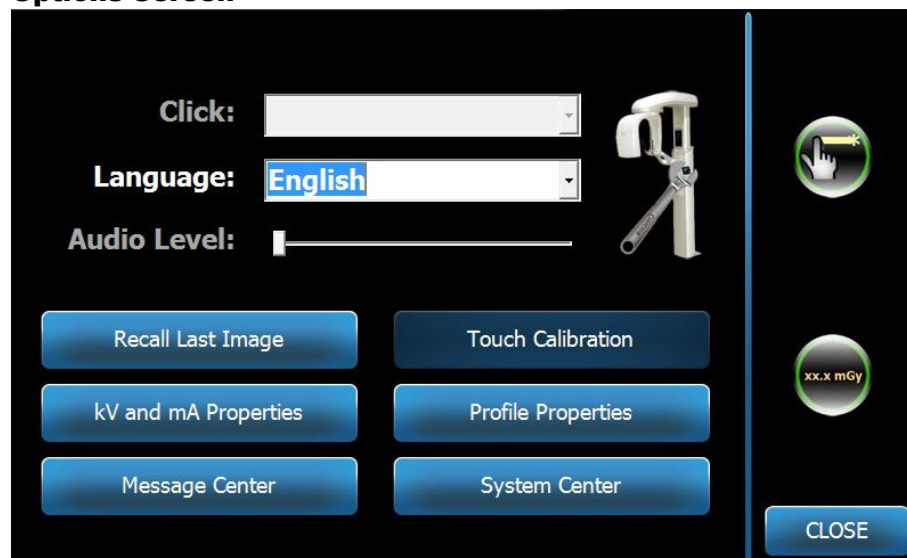 Options Screen
Click:
Language: English
Audio Level:
Recall Last Image
Touch Calibration
kV and mA Properties
Profile Properties
Message Center
System Center
xx.x mGy
CLOSE